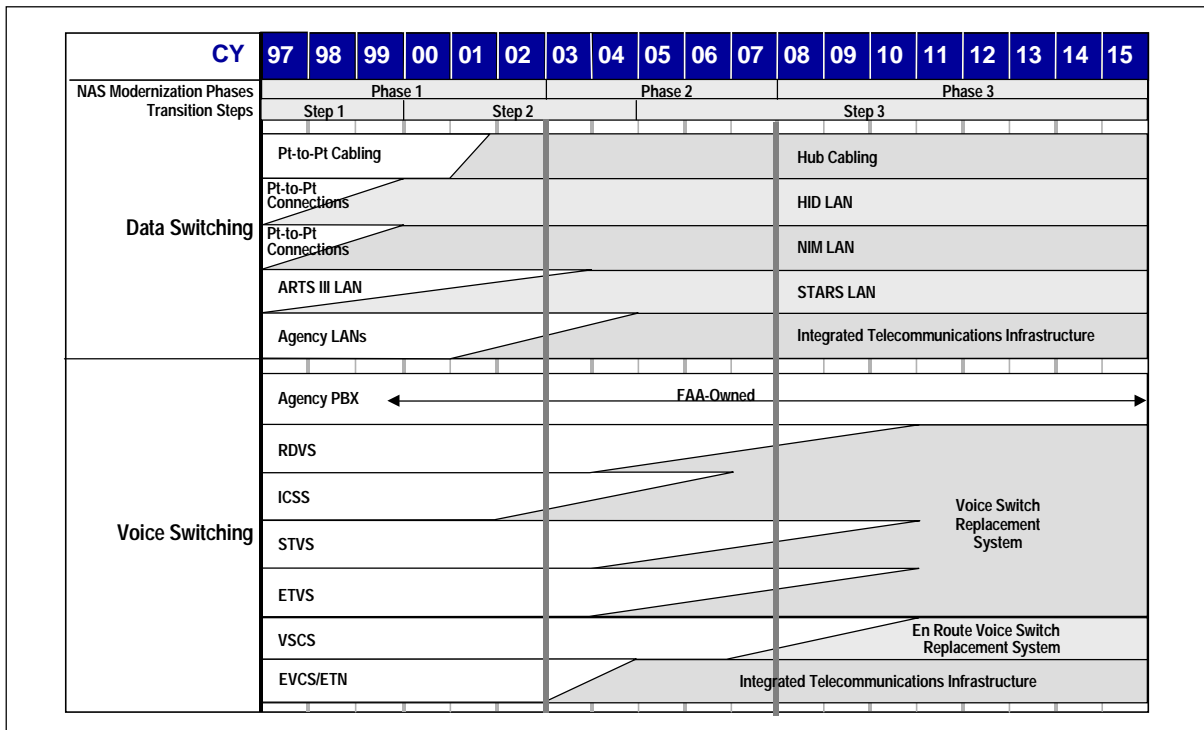 CY 97 98 99 00 01 02 03 04 05 06 07 08 09 10 11 12 13 14 15
NAS Modernization Phases Phase 1 Phase 2 Phase 3
Transition Steps Step 1 Step 2 Step 3
Data Switching
Pt-to-Pt Cabling Hub Cabling
Pt-to-Pt
Connections HID LAN
Pt-to-Pt
Connections NIM LAN
ARTS III LAN STARS LAN
Agency LANs Integrated Telecommunications Infrastructure
Voice Switching
Agency PBX FAA-Owned
RDVS
ICSS
STVS
ETVS
Voice Switch
Replacement
System
VSCS En Route Voice Switch
Replacement System
EVCS/ETN Integrated Telecommunications Infrastructure